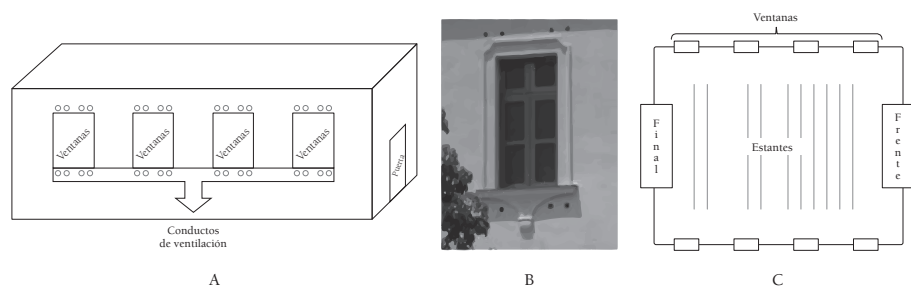 Ventanas
Ventanas
Ventanas
Ventanas
Puerta
Conductos
de ventilación
A
B
Ventanas
Final
Estantes
Frente
C